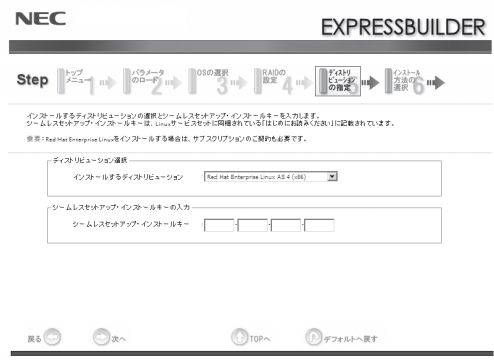 NEC
EXPRESSBUILDER
Step
トップメニュー 1
パラメータのロード 2
OSの選択 3
RAIDの設定 4
ディストリビューションの指定 5
インストール方法の選択 6
インストールするディストリビューションの選択とシームレスセットアップ・インストールキーを入力します。
シームレスセットアップ・インストールキーは、Linuxサービスセットに同梱されている「はじめにお読みください」に記載されています。
重要：Red Hat Enterprise Linuxをインストールする場合は、サブスクリプションのご契約も必要です。
ディストリビューション選択
インストールするディストリビューション Red Hat Enterprise Linux AS 4 (x86)
シームレスセットアップ・インストールキーの入力
シームレスセットアップ・インストールキー - - -
戻る 次へ TOPへ デフォルトへ戻す